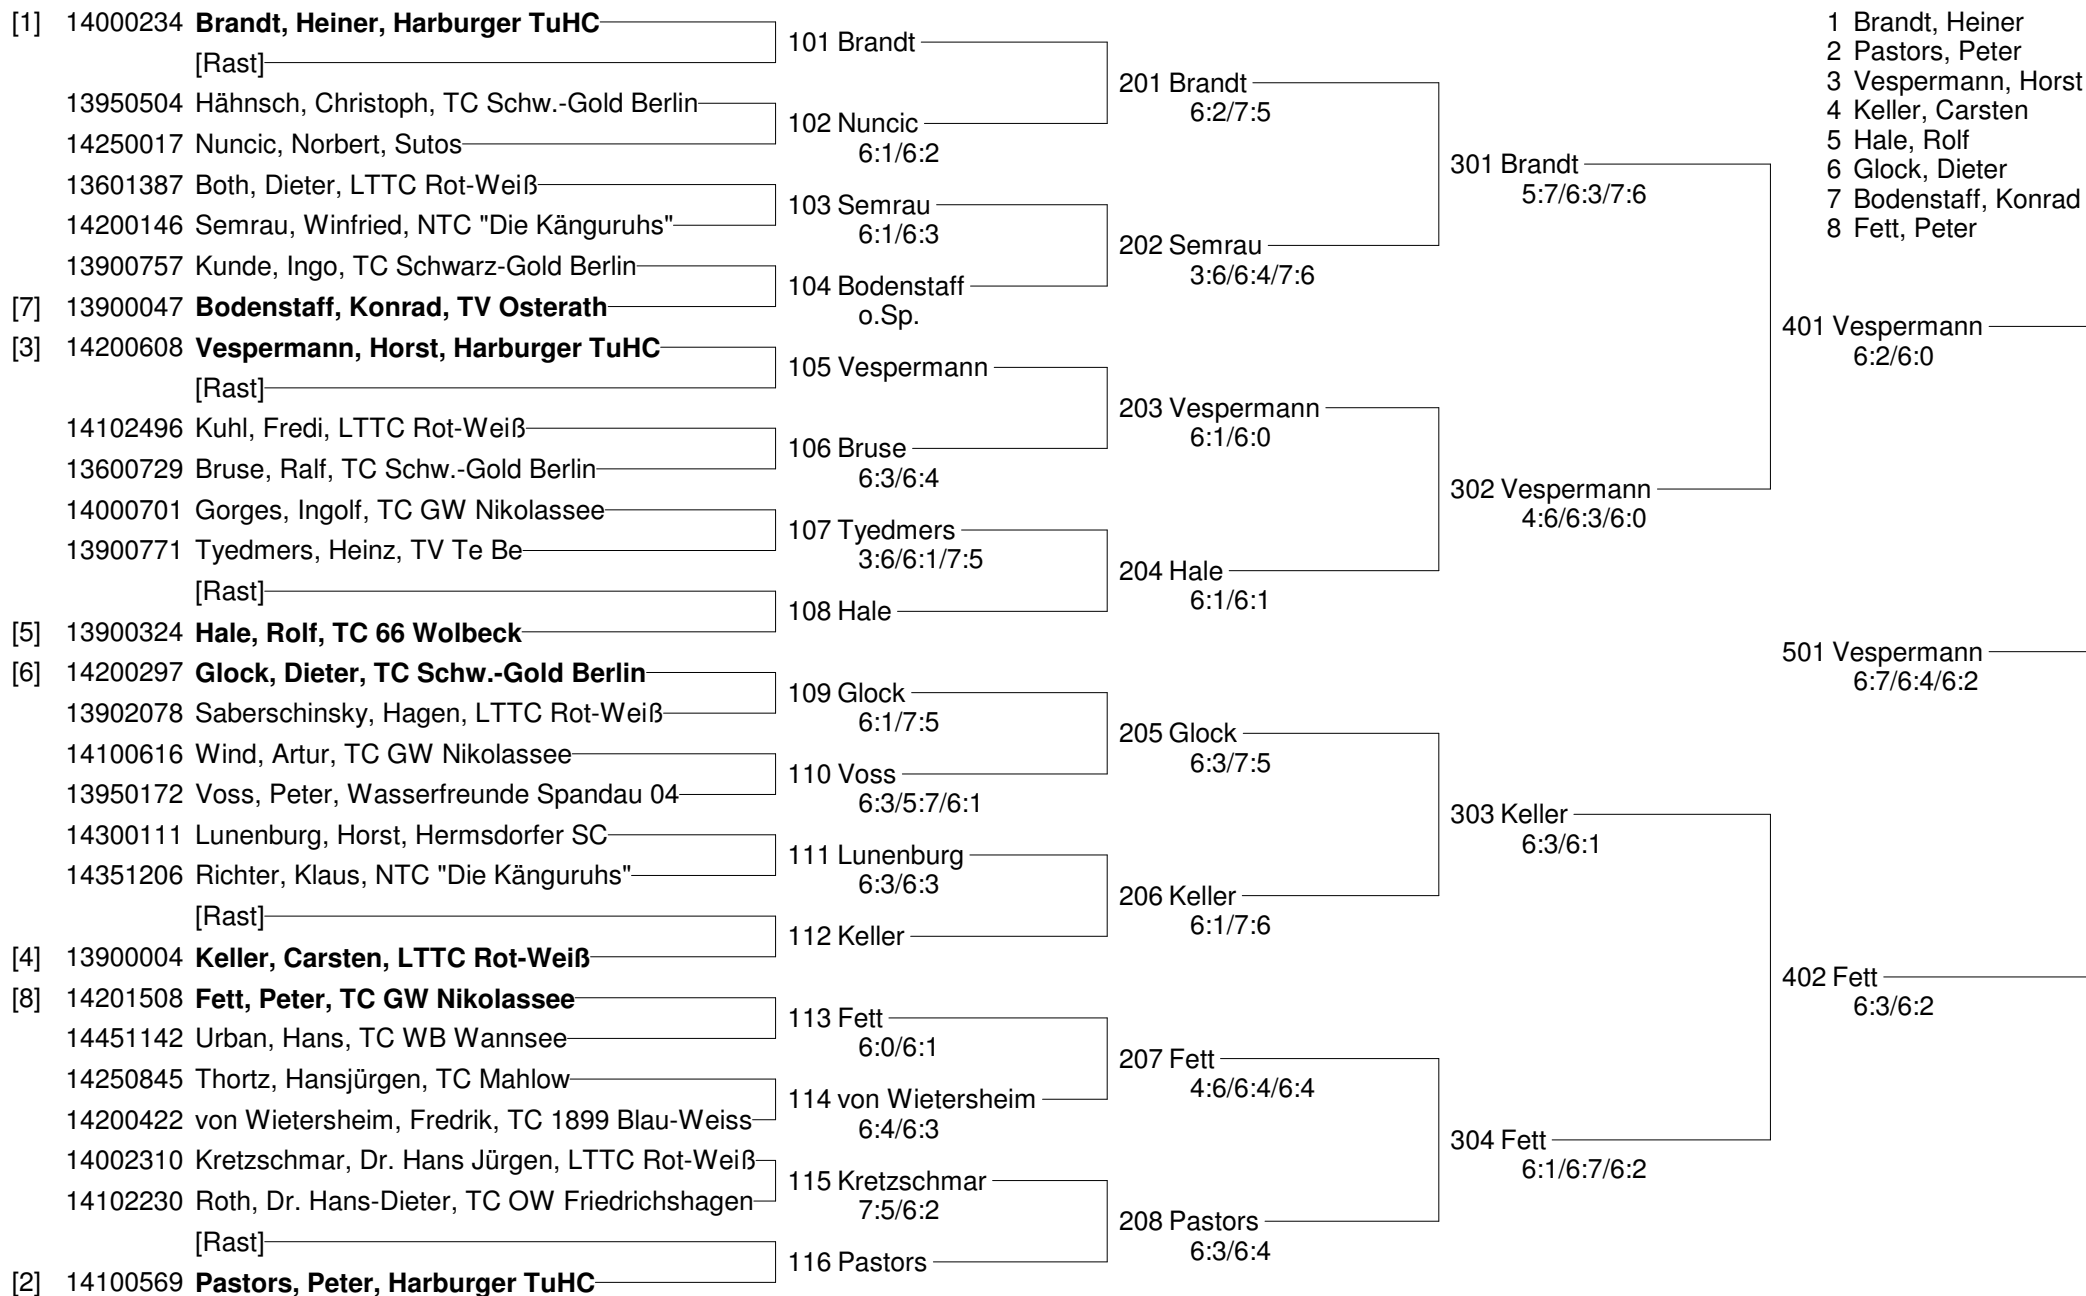 [1] 14000234 Brandt, Heiner, Harburger TuHC
[Rast]
13950504 Hähnsch, Christoph, TC Schw.-Gold Berlin
14250017 Nuncic, Norbert, Sutos
13601387 Both, Dieter, LTTC Rot-Weiß
14200146 Semrau, Winfried, NTC "Die Känguruhs"
13900757 Kunde, Ingo, TC Schwarz-Gold Berlin
[7] 13900047 Bodenstaff, Konrad, TV Osterath
[3] 14200608 Vespermann, Horst, Harburger TuHC
[Rast]
14102496 Kuhl, Fredi, LTTC Rot-Weiß
13600729 Bruse, Ralf, TC Schw.-Gold Berlin
14000701 Gorges, Ingolf, TC GW Nikolassee
13900771 Tyedmers, Heinz, TV Te Be
[Rast]
[5] 13900324 Hale, Rolf, TC 66 Wolbeck
[6] 14200297 Glock, Dieter, TC Schw.-Gold Berlin
13902078 Saberschinsky, Hagen, LTTC Rot-Weiß
14100616 Wind, Artur, TC GW Nikolassee
13950172 Voss, Peter, Wasserfreunde Spandau 04
14300111 Lunenburg, Horst, Hermsdorfer SC
14351206 Richter, Klaus, NTC "Die Känguruhs"
[Rast]
[4] 13900004 Keller, Carsten, LTTC Rot-Weiß
[8] 14201508 Fett, Peter, TC GW Nikolassee
14451142 Urban, Hans, TC WB Wannsee
14250845 Thortz, Hansjürgen, TC Mahlow
14200422 von Wietersheim, Fredrik, TC 1899 Blau-Weiss
14002310 Kretzschmar, Dr. Hans Jürgen, LTTC Rot-Weiß
14102230 Roth, Dr. Hans-Dieter, TC OW Friedrichshagen
[Rast]
[2] 14100569 Pastors, Peter, Harburger TuHC
101 Brandt
102 Nuncic
6:1/6:2
103 Semrau
6:1/6:3
104 Bodenstaff
o.Sp.
105 Vespermann
106 Bruse
6:3/6:4
107 Tyedmers
3:6/6:1/7:5
108 Hale
109 Glock
6:1/7:5
110 Voss
6:3/5:7/6:1
111 Lunenburg
6:3/6:3
112 Keller
113 Fett
6:0/6:1
114 von Wietersheim
6:4/6:3
115 Kretzschmar
7:5/6:2
116 Pastors
201 Brandt
6:2/7:5
202 Semrau
3:6/6:4/7:6
203 Vespermann
6:1/6:0
204 Hale
6:1/6:1
205 Glock
6:3/7:5
206 Keller
6:1/7:6
207 Fett
4:6/6:4/6:4
208 Pastors
6:3/6:4
301 Brandt
5:7/6:3/7:6
302 Vespermann
4:6/6:3/6:0
303 Keller
6:3/6:1
304 Fett
6:1/6:7/6:2
401 Vespermann
6:2/6:0
501 Vespermann
6:7/6:4/6:2
402 Fett
6:3/6:2
1 Brandt, Heiner
2 Pastors, Peter
3 Vespermann, Horst
4 Keller, Carsten
5 Hale, Rolf
6 Glock, Dieter
7 Bodenstaff, Konrad
8 Fett, Peter